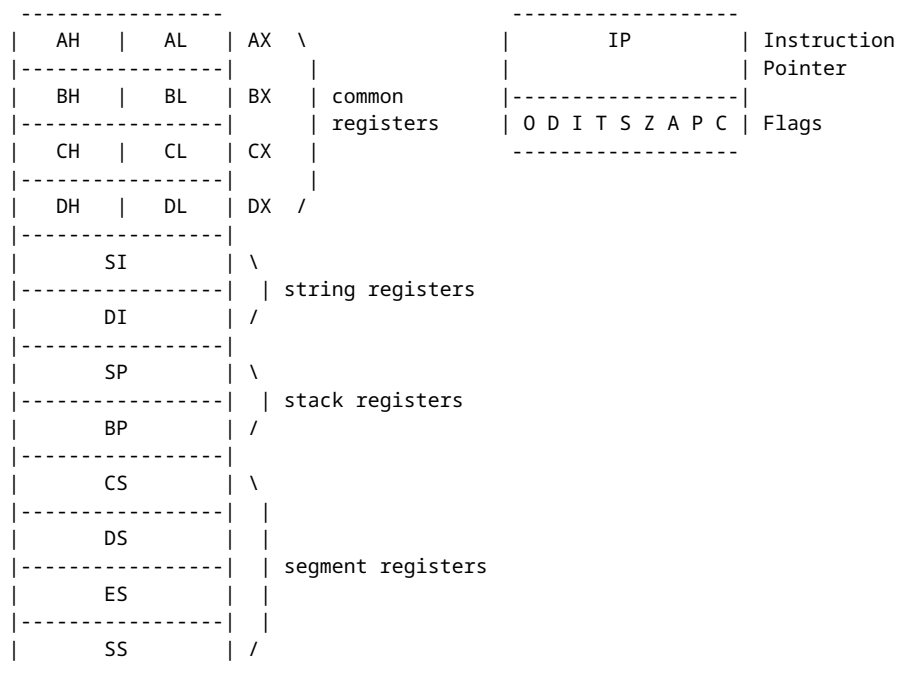 AH | AL | AX \ | IP | Instruction
| Pointer
BH | BL | BX | common
| registers | O D I T S Z A P C | Flags
CH | CL | CX |
DH | DL | DX /
SI | \
| string registers
DI | /
SP | \
| stack registers
BP | /
CS | \
DS | |
| segment registers
ES | |
SS | /